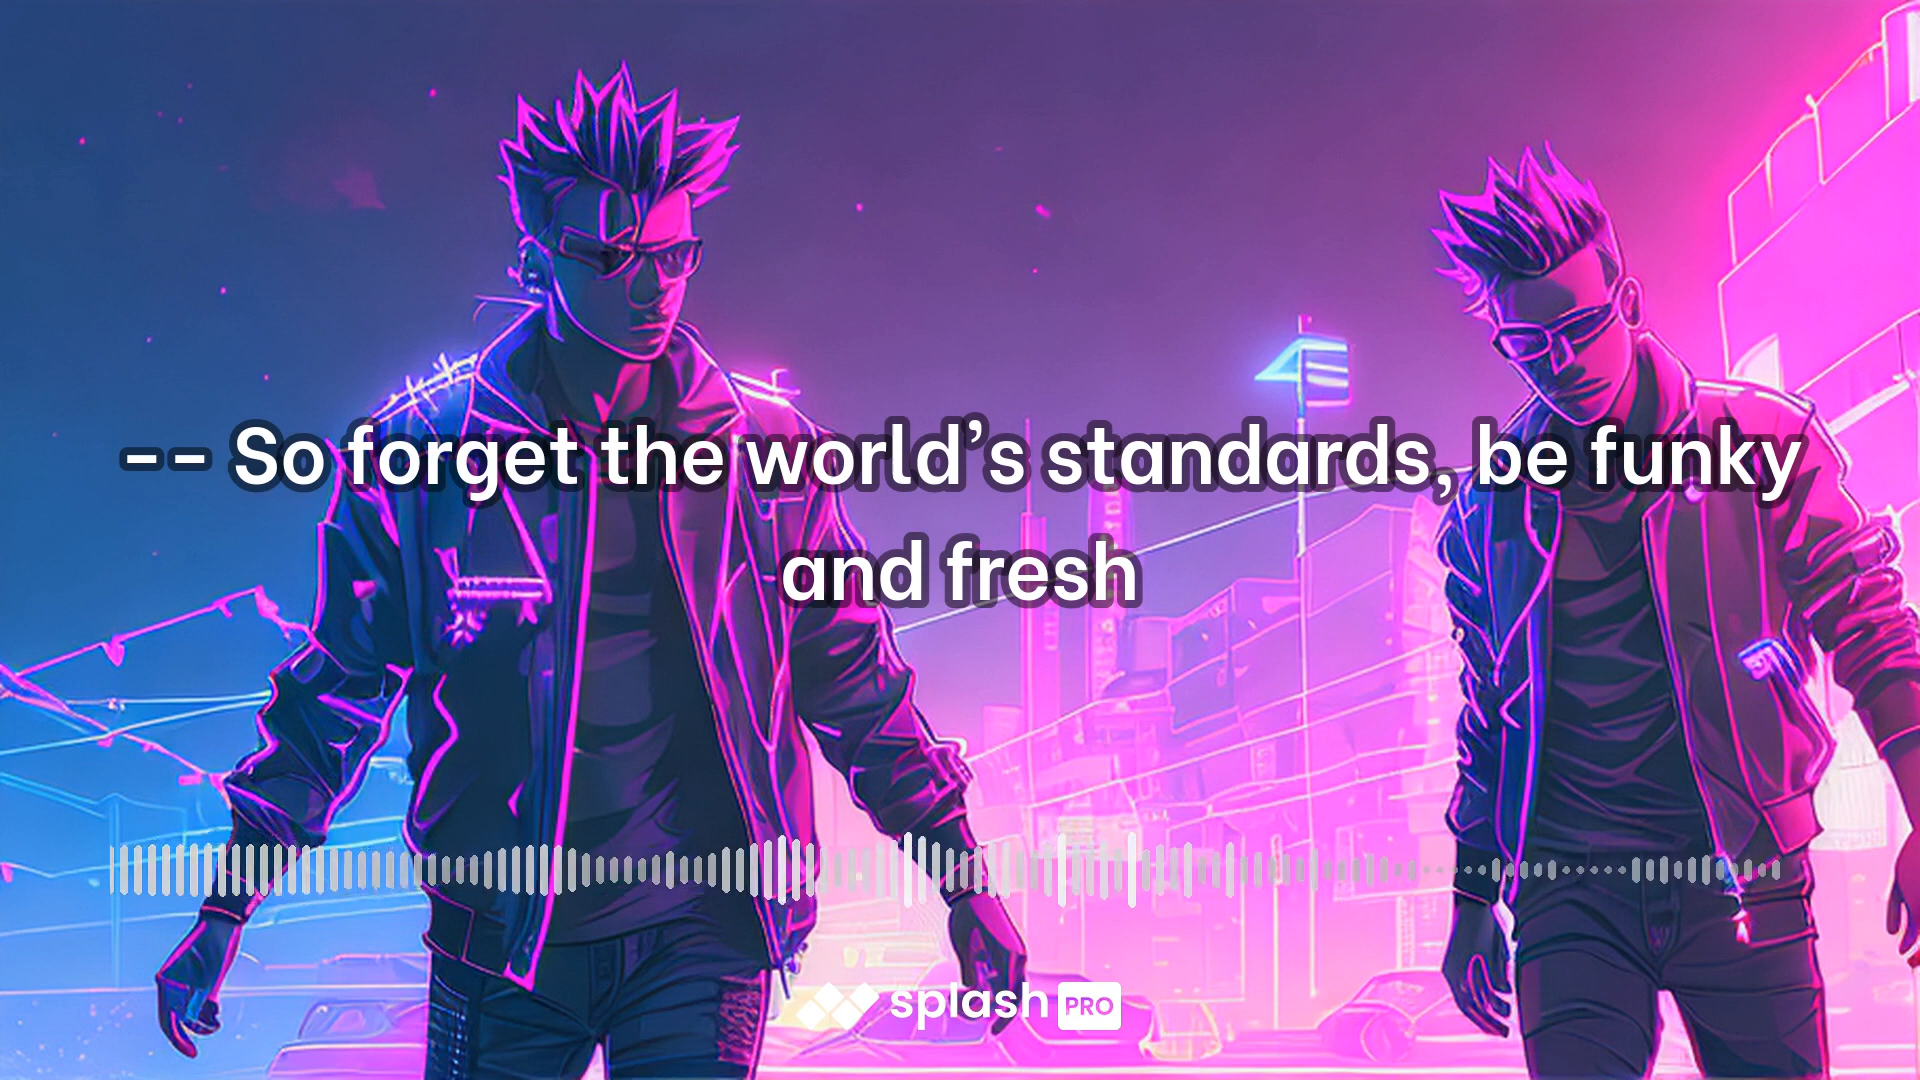 -- So forget the world’s standards, be funky
and fresh
splash PRO